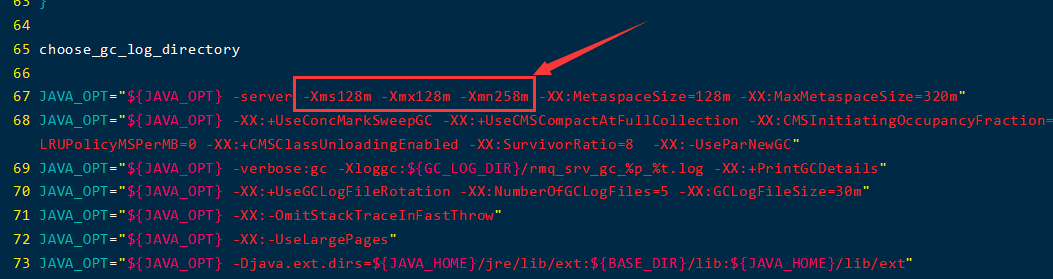 63 }
64
65 choose_gc_log_directory
66
67 JAVA_OPT="${JAVA_OPT} -server -Xms128m -Xmx128m -Xmn258m -XX:MetaspaceSize=128m -XX:MaxMetaspaceSize=320m"
68 JAVA_OPT="${JAVA_OPT} -XX:+UseConcMarkSweepGC -XX:+UseCMSCompactAtFullCollection -XX:CMSInitiatingOccupancyFraction=
LRUPolicyMSPerMB=0 -XX:+CMSClassUnloadingEnabled -XX:SurvivorRatio=8  -XX:-UseParNewGC"
69 JAVA_OPT="${JAVA_OPT} -verbose:gc -Xloggc:${GC_LOG_DIR}/rmq_srv_gc_%p_%t.log -XX:+PrintGCDetails"
70 JAVA_OPT="${JAVA_OPT} -XX:+UseGCLogFileRotation -XX:NumberOfGCLogFiles=5 -XX:GCLogFileSize=30m"
71 JAVA_OPT="${JAVA_OPT} -XX:-OmitStackTraceInFastThrow"
72 JAVA_OPT="${JAVA_OPT} -XX:-UseLargePages"
73 JAVA_OPT="${JAVA_OPT} -Djava.ext.dirs=${JAVA_HOME}/jre/lib/ext:${BASE_DIR}/lib:${JAVA_HOME}/lib/ext"